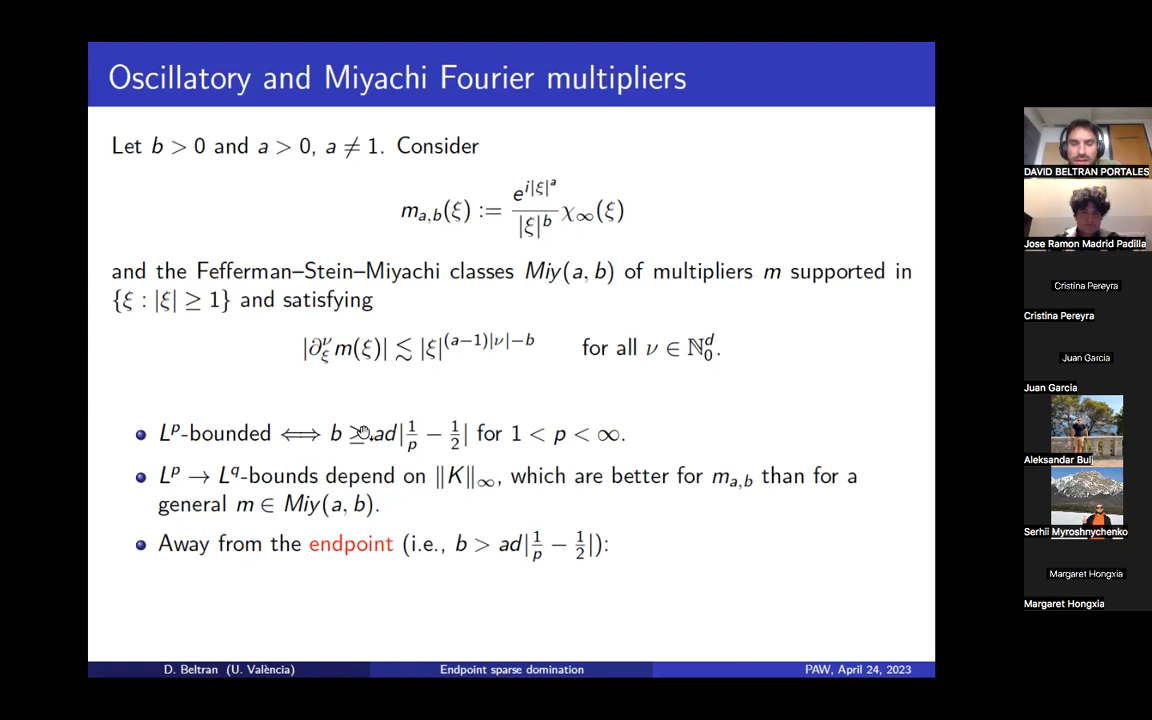 Oscillatory and Miyachi Fourier multipliers
Let b > 0 and a > 0, a ≠ 1. Consider
m_{a,b}(ξ) := \frac{e^{i|ξ|^a}}{|ξ|^b} χ_∞(ξ)
and the Fefferman–Stein–Miyachi classes Miy(a, b) of multipliers m supported in
{ξ : |ξ| ≥ 1} and satisfying
|∂_ξ^ν m(ξ)| ≲ |ξ|^{(a−1)|ν|−b} for all ν ∈ ℕ_0^d.
L^p-bounded ⟺ b ≥ ad|1/p − 1/2| for 1 < p < ∞.
L^p → L^q-bounds depend on ‖K‖_∞, which are better for m_{a,b} than for a
general m ∈ Miy(a, b).
Away from the endpoint (i.e., b > ad|1/p − 1/2|):
D. Beltran (U. València)
Endpoint sparse domination
PAW, April 24, 2023
DAVID BELTRAN PORTALES
Jose Ramon Madrid Padilla
Cristina Pereyra
Cristina Pereyra
Juan Garcia
Juan Garcia
Aleksandar Bulj
Serhii Myroshnychenko
Margaret Hongxia
Margaret Hongxia